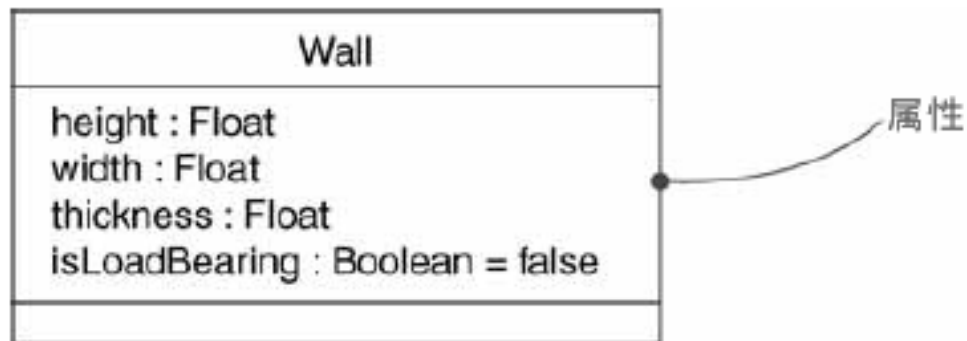 Wall
height : Float
width : Float
thickness : Float
isLoadBearing : Boolean = false
属性